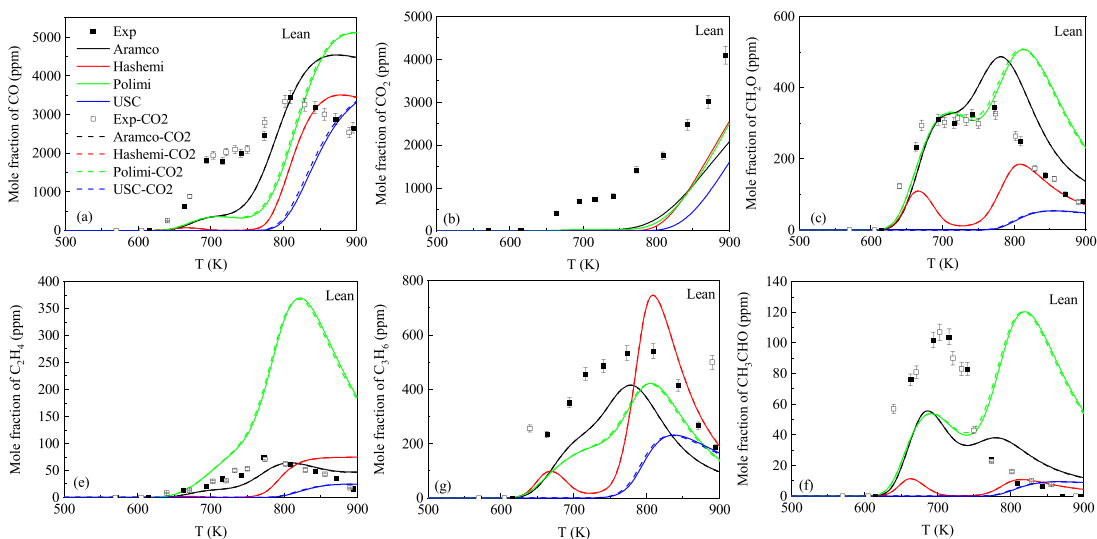 5000
4000
3000
2000
1000
0
Mole fraction of CO (ppm)
Exp
Aramco
Hashemi
Polimi
USC
Exp-CO2
Aramco-CO2
Hashemi-CO2
Polimi-CO2
USC-CO2
Lean
(a)
500 600 700 800 900
T (K)
5000
4000
3000
2000
1000
0
Mole fraction of CO₂ (ppm)
Lean
(b)
500 600 700 800 900
T (K)
600
400
200
0
Mole fraction of CH₂O (ppm)
Lean
(c)
500 600 700 800 900
T (K)
400
350
300
250
200
150
100
50
0
Mole fraction of C₂H₄ (ppm)
Lean
(e)
500 600 700 800 900
T (K)
800
600
400
200
0
Mole fraction of C₃H₆ (ppm)
Lean
(g)
500 600 700 800 900
T (K)
140
120
100
80
60
40
20
0
Mole fraction of CH₃CHO (ppm)
Lean
(f)
500 600 700 800 900
T (K)